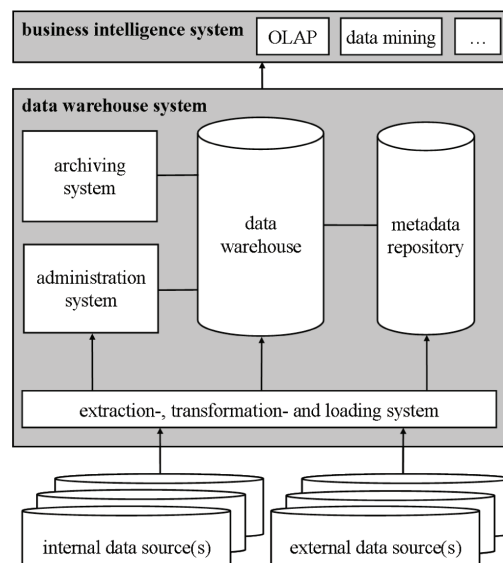 business intelligence system
OLAP
data mining
...
data warehouse system
archiving
system
data
warehouse
metadata
repository
administration
system
extraction-, transformation- and loading system
internal data source(s)
external data source(s)